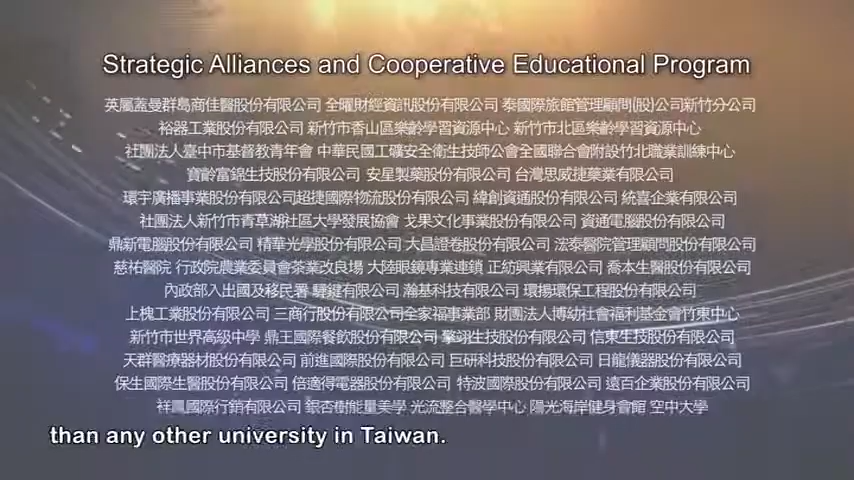 Strategic Alliances and Cooperative Educational Program
英屬蓋曼群島商佳醫股份有限公司 全曜財經資訊股份有限公司 泰國際旅館管理顧問(股)公司新竹分公司
裕器工業股份有限公司 新竹市香山區樂齡學習資源中心 新竹市北區樂齡學習資源中心
社團法人臺中市基督教青年會 中華民國工礦安全衛生技師公會全國聯合會附設竹北職業訓練中心
寶齡富錦生技股份有限公司 安星製藥股份有限公司 台灣思威捷藥業有限公司
環宇廣播事業股份有限公司超捷國際物流股份有限公司 緯創資通股份有限公司 統喜企業有限公司
社團法人新竹市青草湖社區大學發展協會 戈果文化事業股份有限公司 資通電腦股份有限公司
鼎新電腦股份有限公司 精華光學股份有限公司 大昌證卷股份有限公司 浤泰醫院管理顧問股份有限公司
慈祐醫院 行政院農業委員會茶業改良場 大陸眼鏡專業連鎖 正紡興業有限公司 喬本生醫股份有限公司
內政部入出國及移民署 驊鍵有限公司 瀚基科技有限公司 環揚環保工程股份有限公司
上槐工業股份有限公司 三商行股份有限公司全家福事業部 財團法人博幼社會福利基金會竹東中心
新竹市世界高級中學 鼎王國際餐飲股份有限公司 擎翊生技股份有限公司 信東生技股份有限公司
天群醫療器材股份有限公司 前進國際股份有限公司 巨研科技股份有限公司 日龍儀器股份有限公司
保生國際生醫股份有限公司 倍適得電器股份有限公司 特波國際股份有限公司 遠百企業股份有限公司
祥鳳國際行銷有限公司 銀杏樹能量美學 光流整合醫學中心 陽光海岸健身會館 空中大學
than any other university in Taiwan.